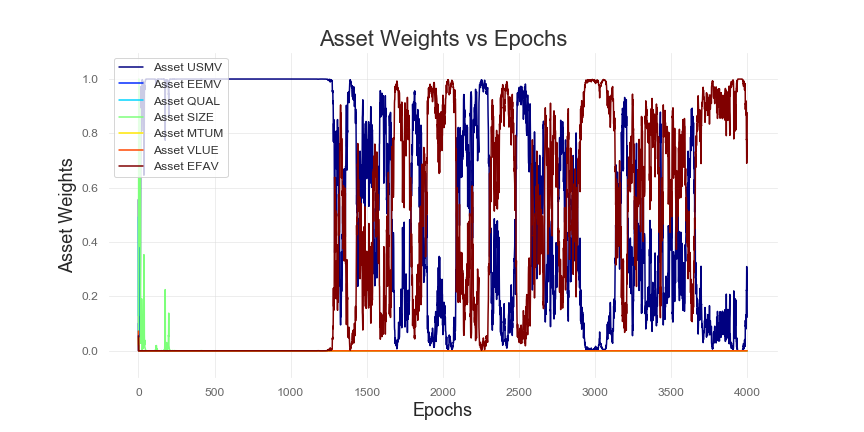 Asset Weights vs Epochs
Asset USMV
Asset EEMV
Asset QUAL
Asset SIZE
Asset MTUM
Asset VLUE
Asset EFAV
Asset Weights
1.0
0.8
0.6
0.4
0.2
0.0
0 500 1000 1500 2000 2500 3000 3500 4000
Epochs